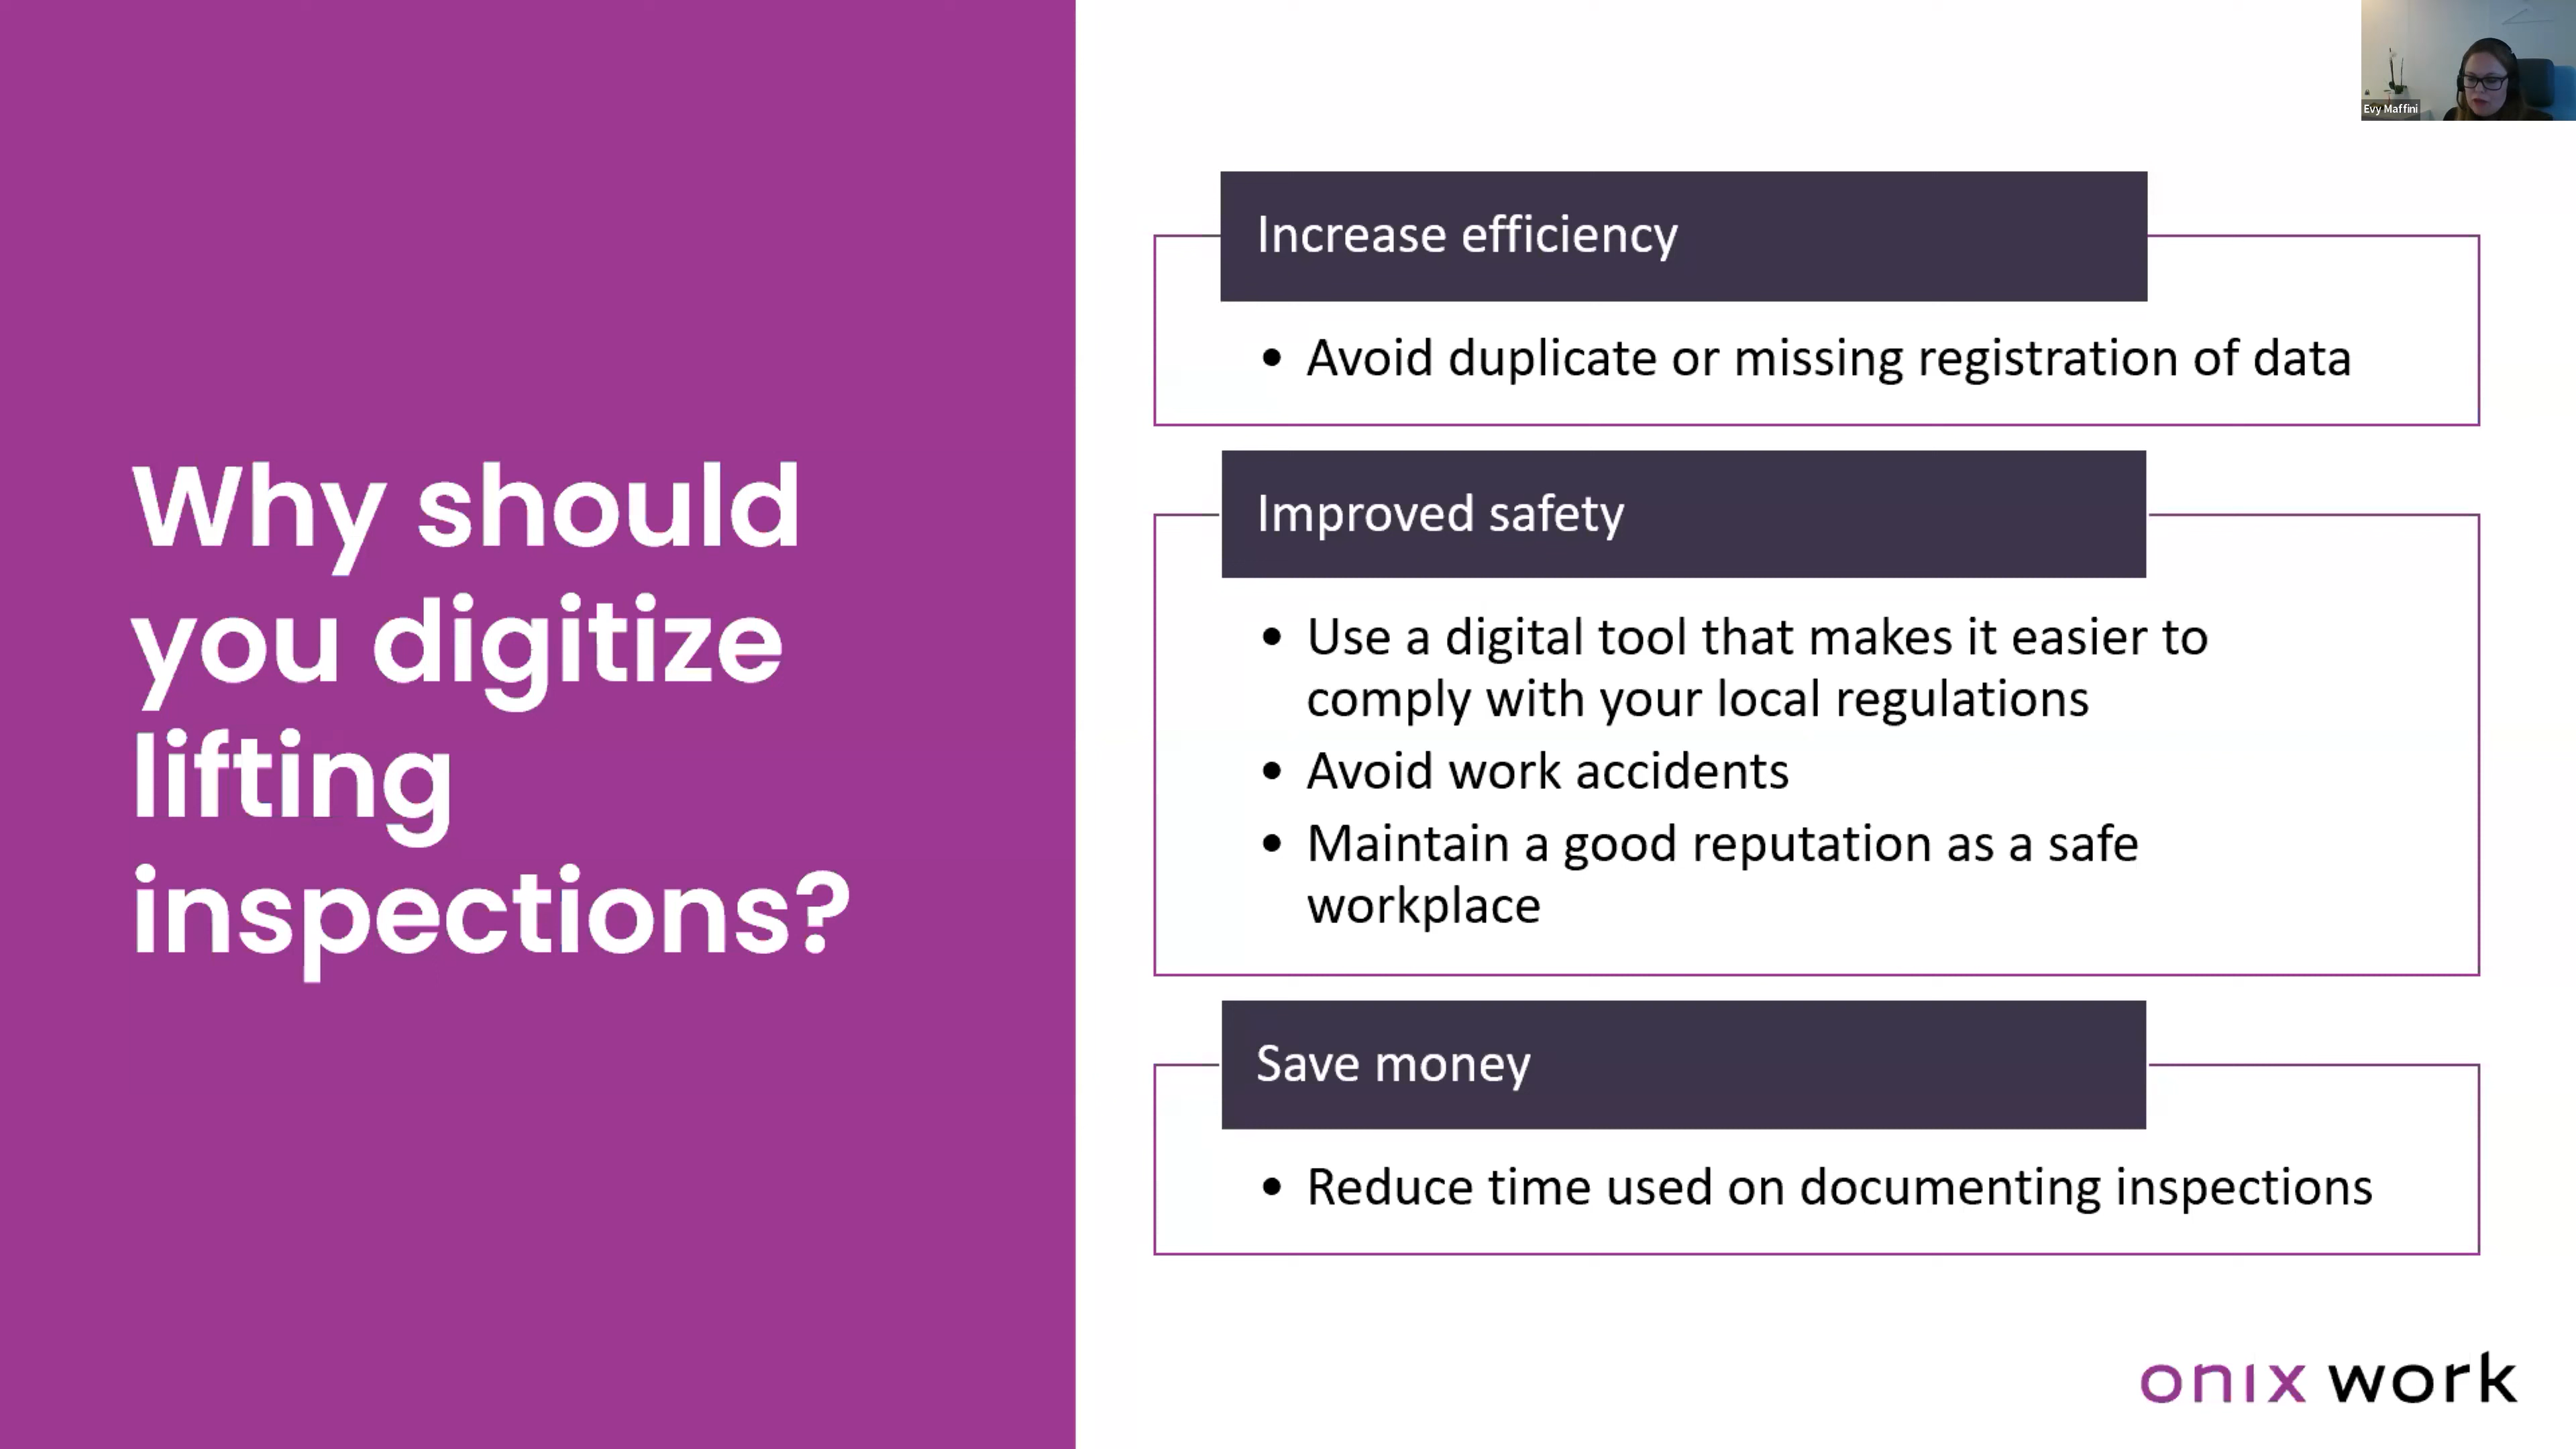 Evy Maffini
Why should
you digitize
lifting
inspections?
Increase efficiency
• Avoid duplicate or missing registration of data
Improved safety
• Use a digital tool that makes it easier to
comply with your local regulations
• Avoid work accidents
• Maintain a good reputation as a safe
workplace
Save money
• Reduce time used on documenting inspections
onix work